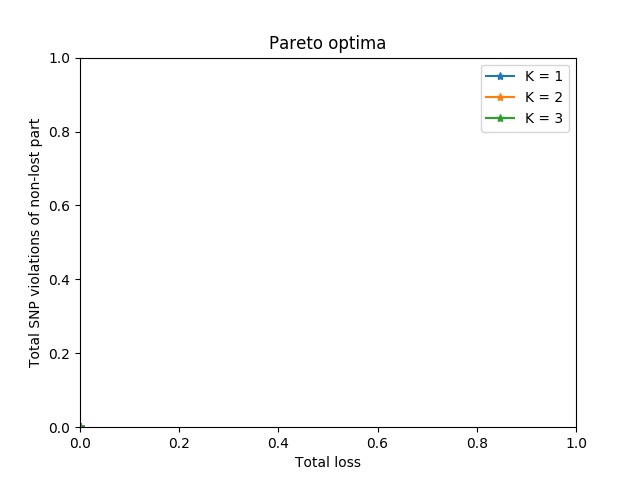 Pareto optima
K = 1
K = 2
K = 3
Total SNP violations of non-lost part
1.0
0.8
0.6
0.4
0.2
0.0
0.0 0.2 0.4 0.6 0.8 1.0
Total loss